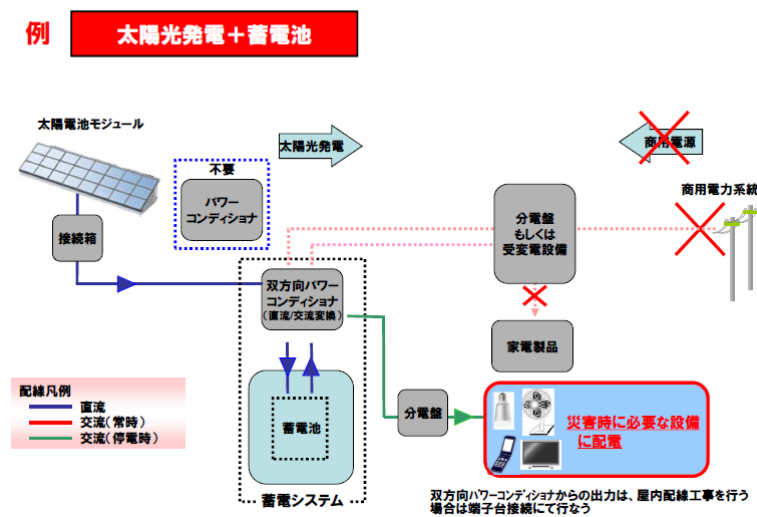 例
太陽光発電＋蓄電池
太陽電池モジュール
太陽光発電
商用電源
不要
パワー
コンディショナ
商用電力系統
接続箱
分電盤
もしくは
受変電設備
双方向パワー
コンディショナ
（直流/交流変換）
家電製品
配線凡例
直流
交流（常時）
交流（停電時）
蓄電池
分電盤
災害時に必要な設備
に配電
蓄電システム
双方向パワーコンディショナからの出力は、屋内配線工事を行う
場合は端子台接続にて行なう